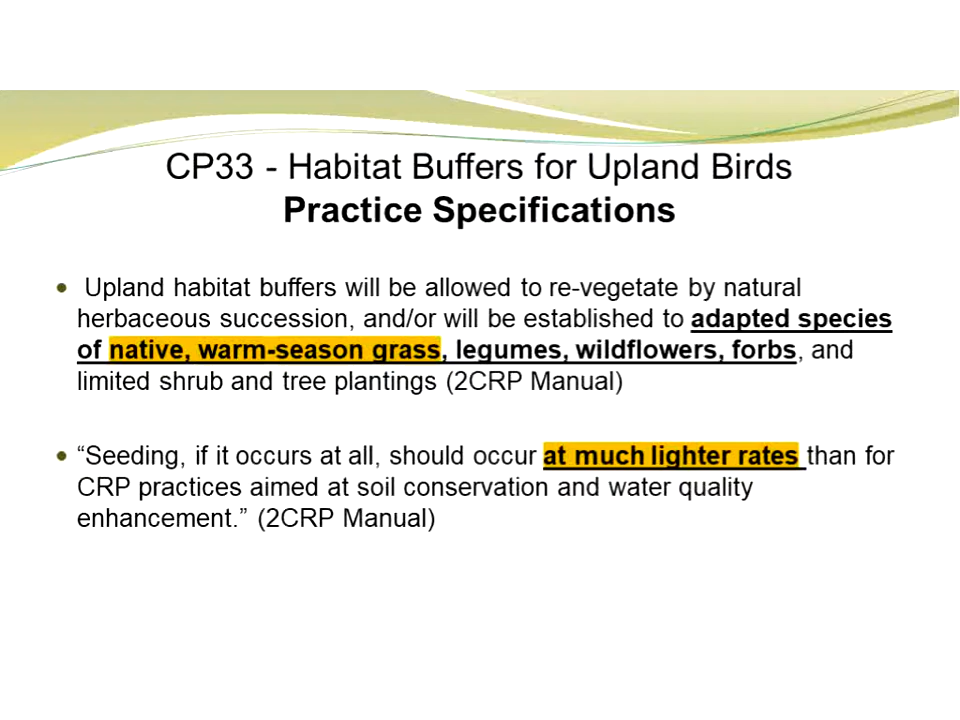 CP33 - Habitat Buffers for Upland Birds
Practice Specifications
• Upland habitat buffers will be allowed to re-vegetate by natural
herbaceous succession, and/or will be established to adapted species
of native, warm-season grass, legumes, wildflowers, forbs, and
limited shrub and tree plantings (2CRP Manual)
• “Seeding, if it occurs at all, should occur at much lighter rates than for
CRP practices aimed at soil conservation and water quality
enhancement.” (2CRP Manual)